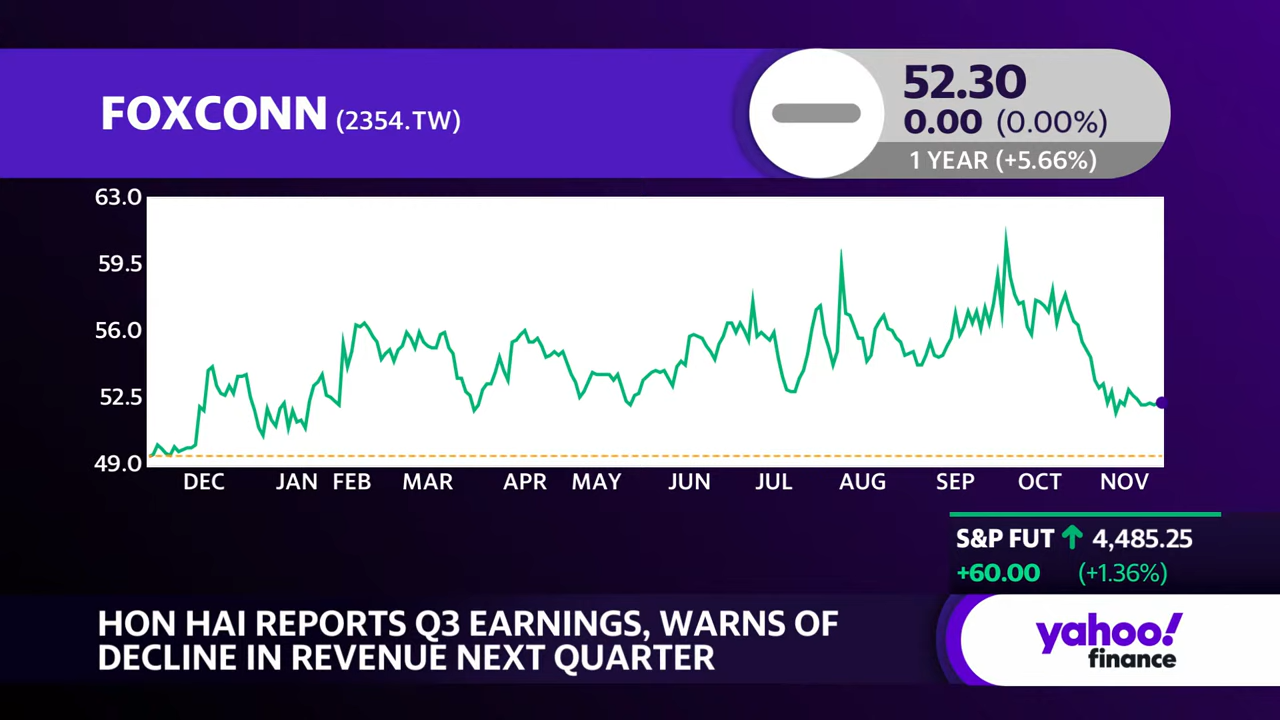 FOXCONN (2354.TW)
52.30
0.00 (0.00%)
1 YEAR (+5.66%)
63.0
59.5
56.0
52.5
49.0
DEC JAN FEB MAR APR MAY JUN JUL AUG SEP OCT NOV
S&P FUT 4,485.25
+60.00 (+1.36%)
HON HAI REPORTS Q3 EARNINGS, WARNS OF
DECLINE IN REVENUE NEXT QUARTER
yahoo!
finance